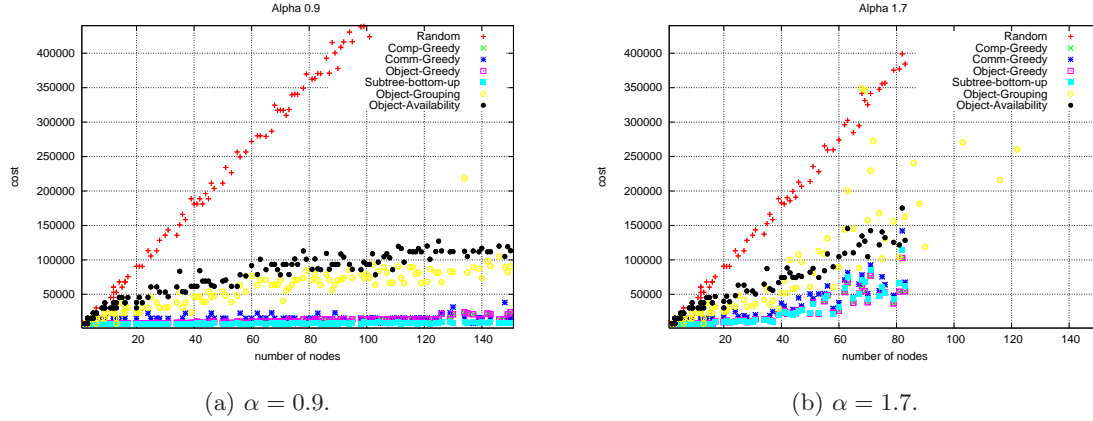 Alpha 0.9
400000
350000
300000
250000
200000
150000
100000
50000
cost
20 40 60 80 100 120 140
number of nodes
Random
Comp-Greedy
Comm-Greedy
Object-Greedy
Subtree-bottom-up
Object-Grouping
Object-Availability
(a) α = 0.9.
Alpha 1.7
400000
350000
300000
250000
200000
150000
100000
50000
cost
20 40 60 80 100 120 140
number of nodes
Random
Comp-Greedy
Comm-Greedy
Object-Greedy
Subtree-bottom-up
Object-Grouping
Object-Availability
(b) α = 1.7.